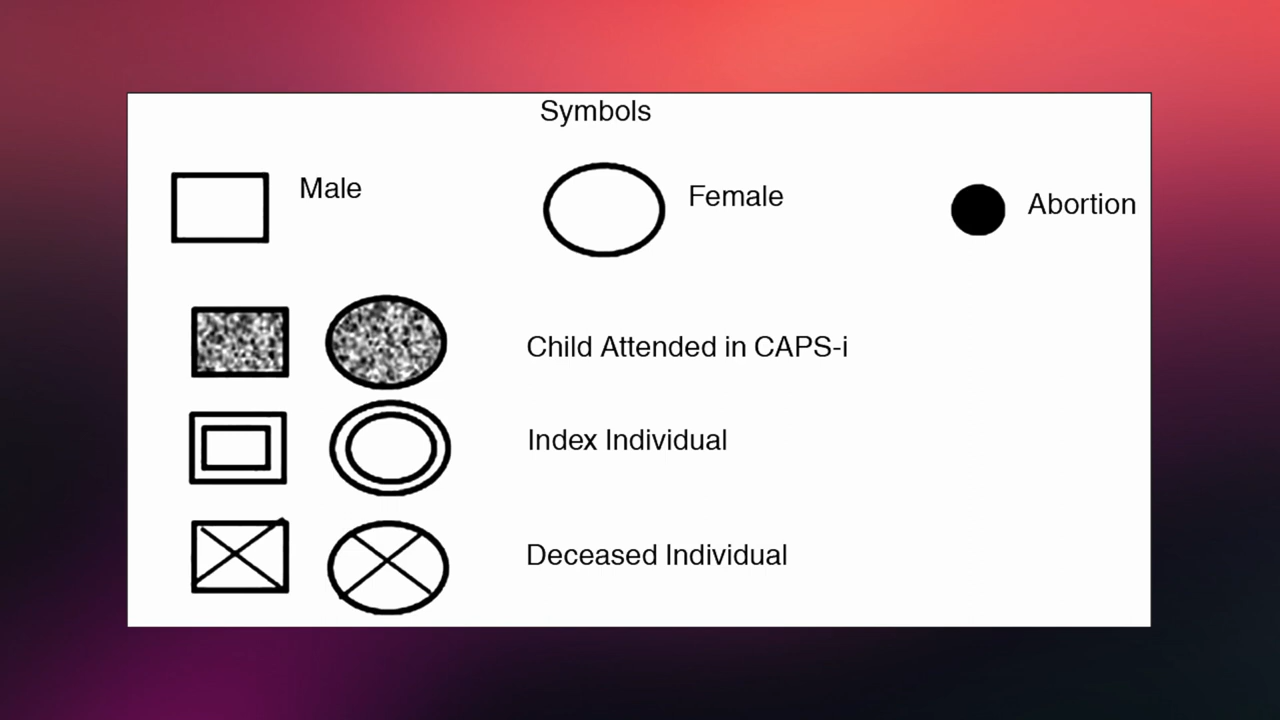 Symbols
Male
Female
Abortion
Child Attended in CAPS-i
Index Individual
Deceased Individual